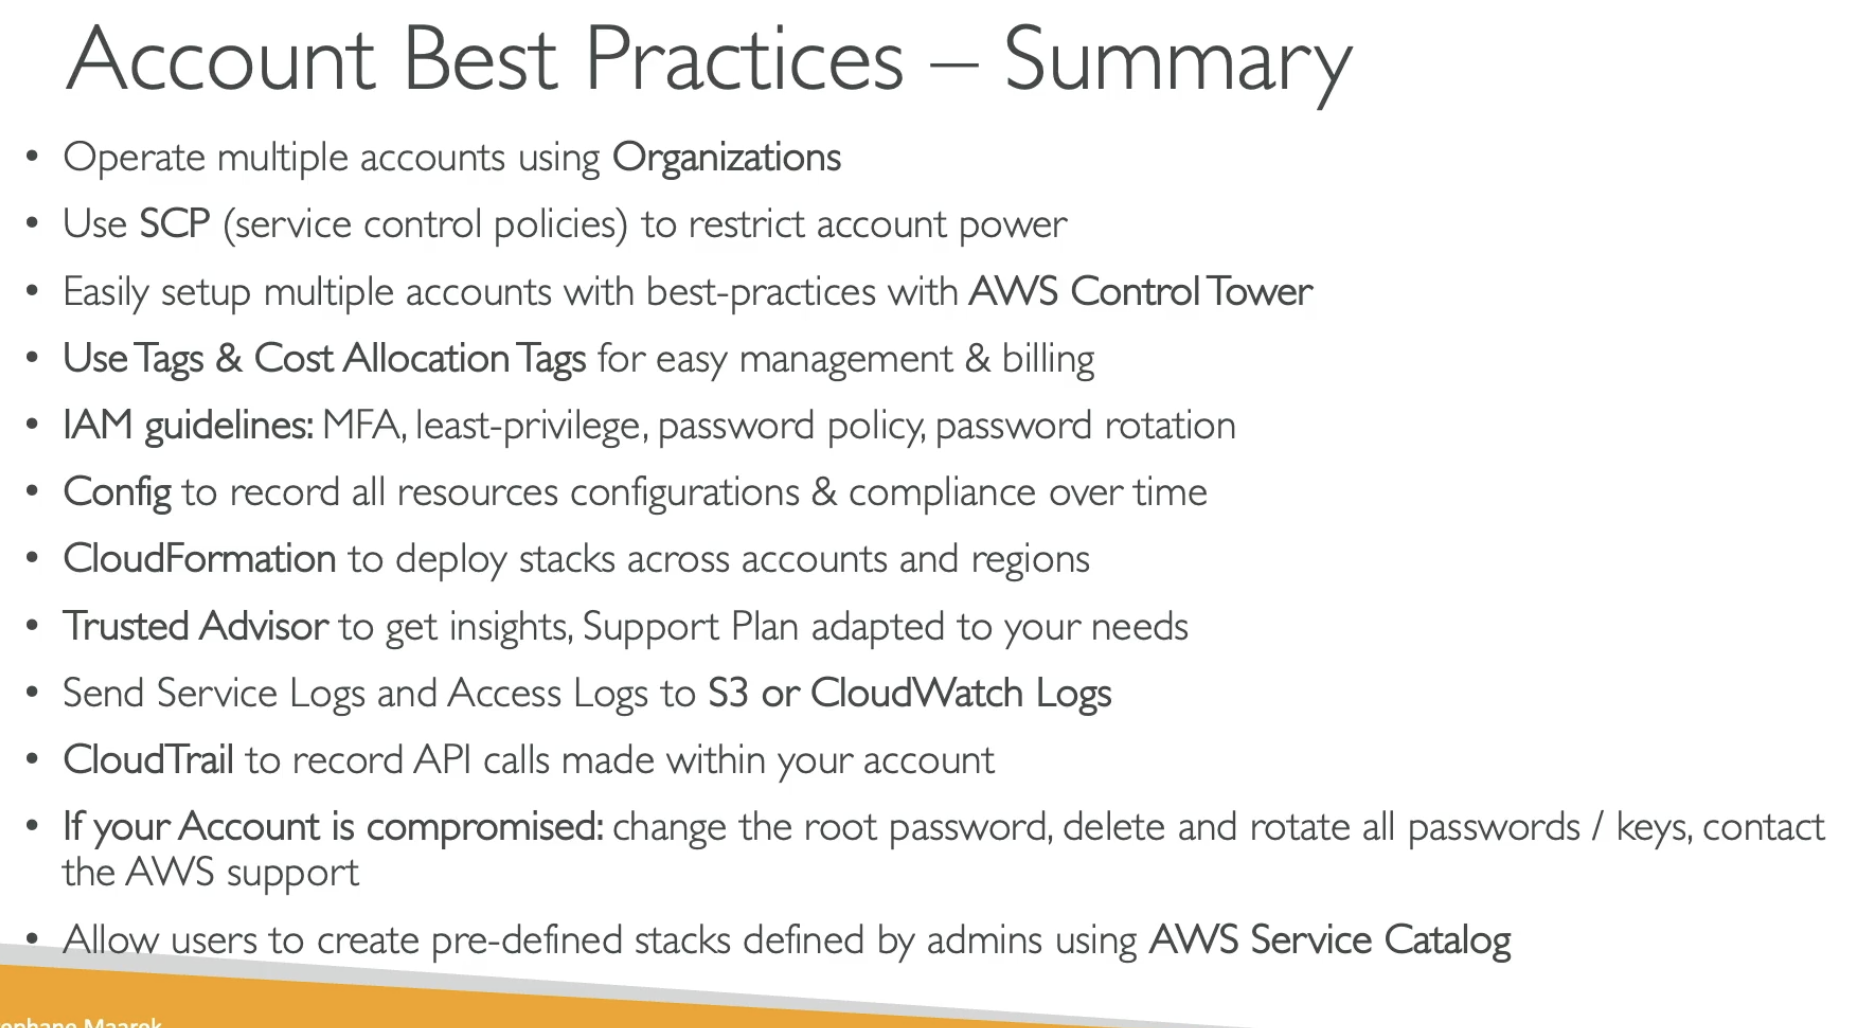 Account Best Practices – Summary
• Operate multiple accounts using Organizations
• Use SCP (service control policies) to restrict account power
• Easily setup multiple accounts with best-practices with AWS Control Tower
• Use Tags & Cost Allocation Tags for easy management & billing
• IAM guidelines: MFA, least-privilege, password policy, password rotation
• Config to record all resources configurations & compliance over time
• CloudFormation to deploy stacks across accounts and regions
• Trusted Advisor to get insights, Support Plan adapted to your needs
• Send Service Logs and Access Logs to S3 or CloudWatch Logs
• CloudTrail to record API calls made within your account
• If your Account is compromised: change the root password, delete and rotate all passwords / keys, contact
the AWS support
• Allow users to create pre-defined stacks defined by admins using AWS Service Catalog
ephane Maarek